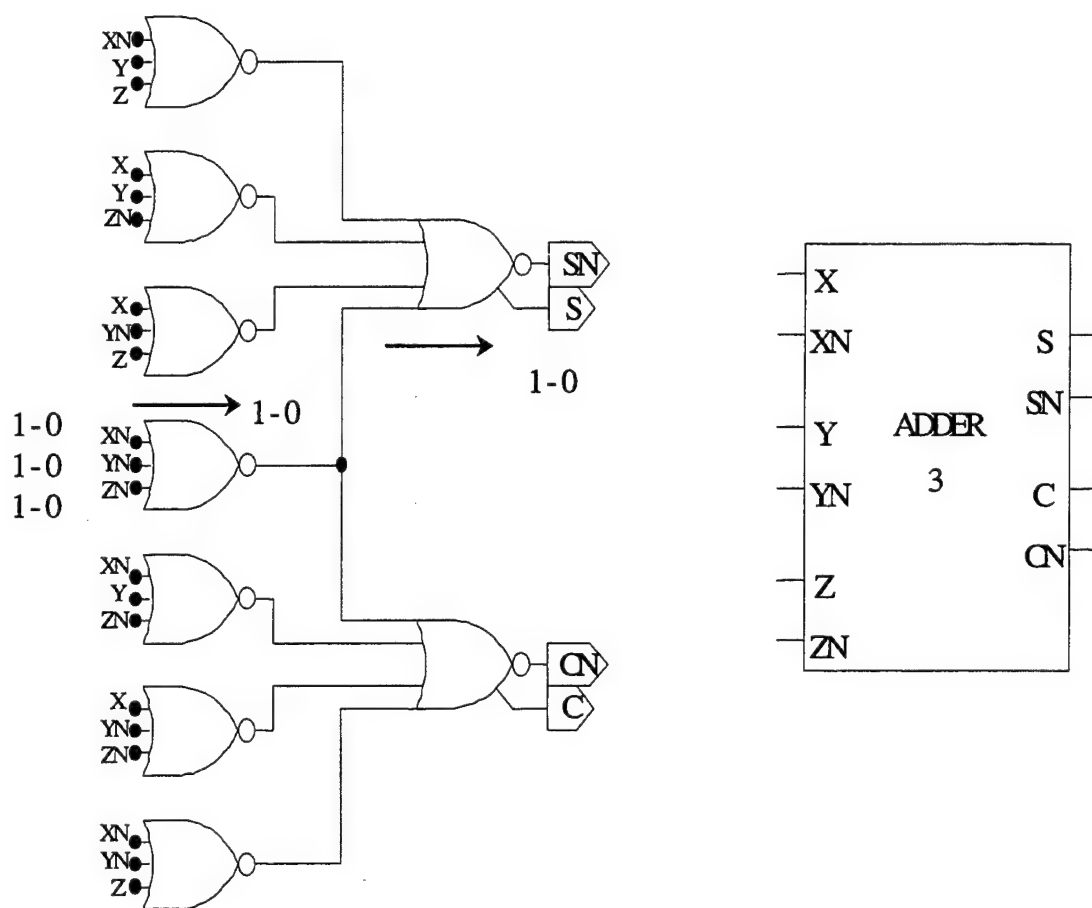 XN
Y
Z
X
Y
ZN
X
YN
Z
SN
S
1-0
1-0
1-0
1-0
1-0
XN
YN
ZN
XN
Y
ZN
X
YN
ZN
XN
YN
Z
CN
C
X
XN
Y
YN
Z
ZN
ADDER
3
S
SN
C
CN